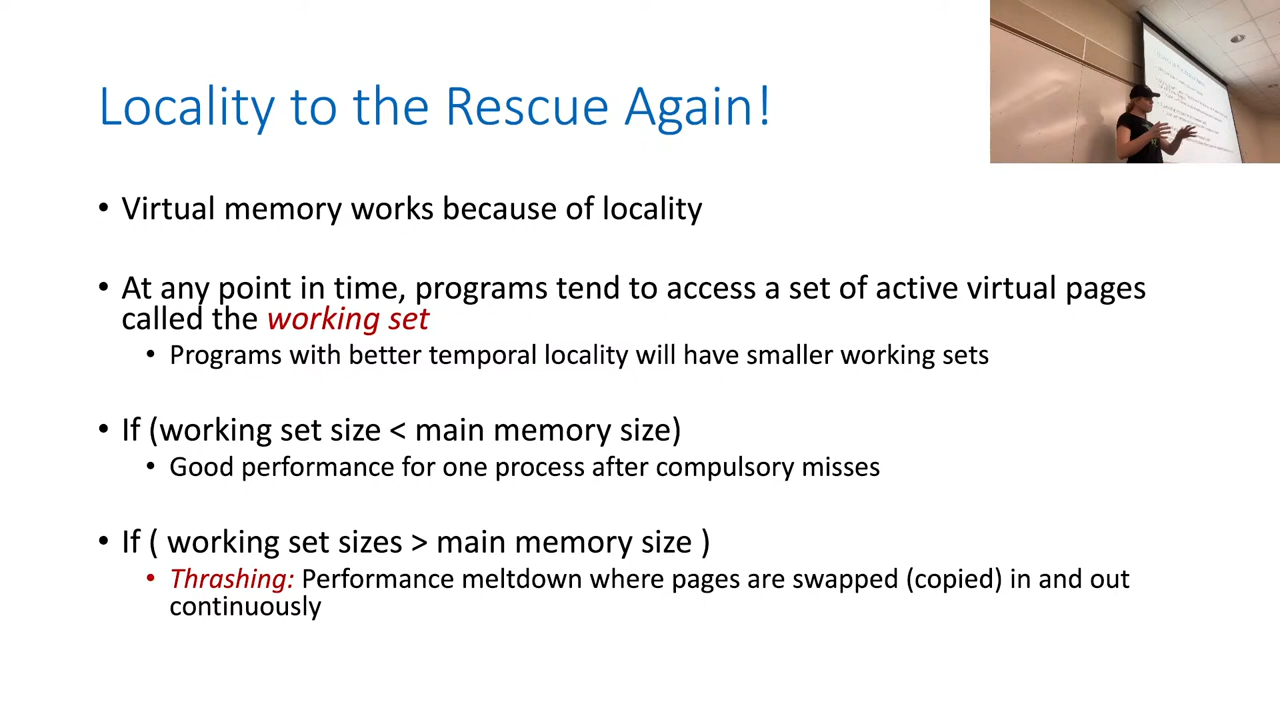 Locality to the Rescue Again!
• Virtual memory works because of locality
• At any point in time, programs tend to access a set of active virtual pages
called the working set
• Programs with better temporal locality will have smaller working sets
• If (working set size < main memory size)
• Good performance for one process after compulsory misses
• If ( working set sizes > main memory size )
• Thrashing: Performance meltdown where pages are swapped (copied) in and out
continuously